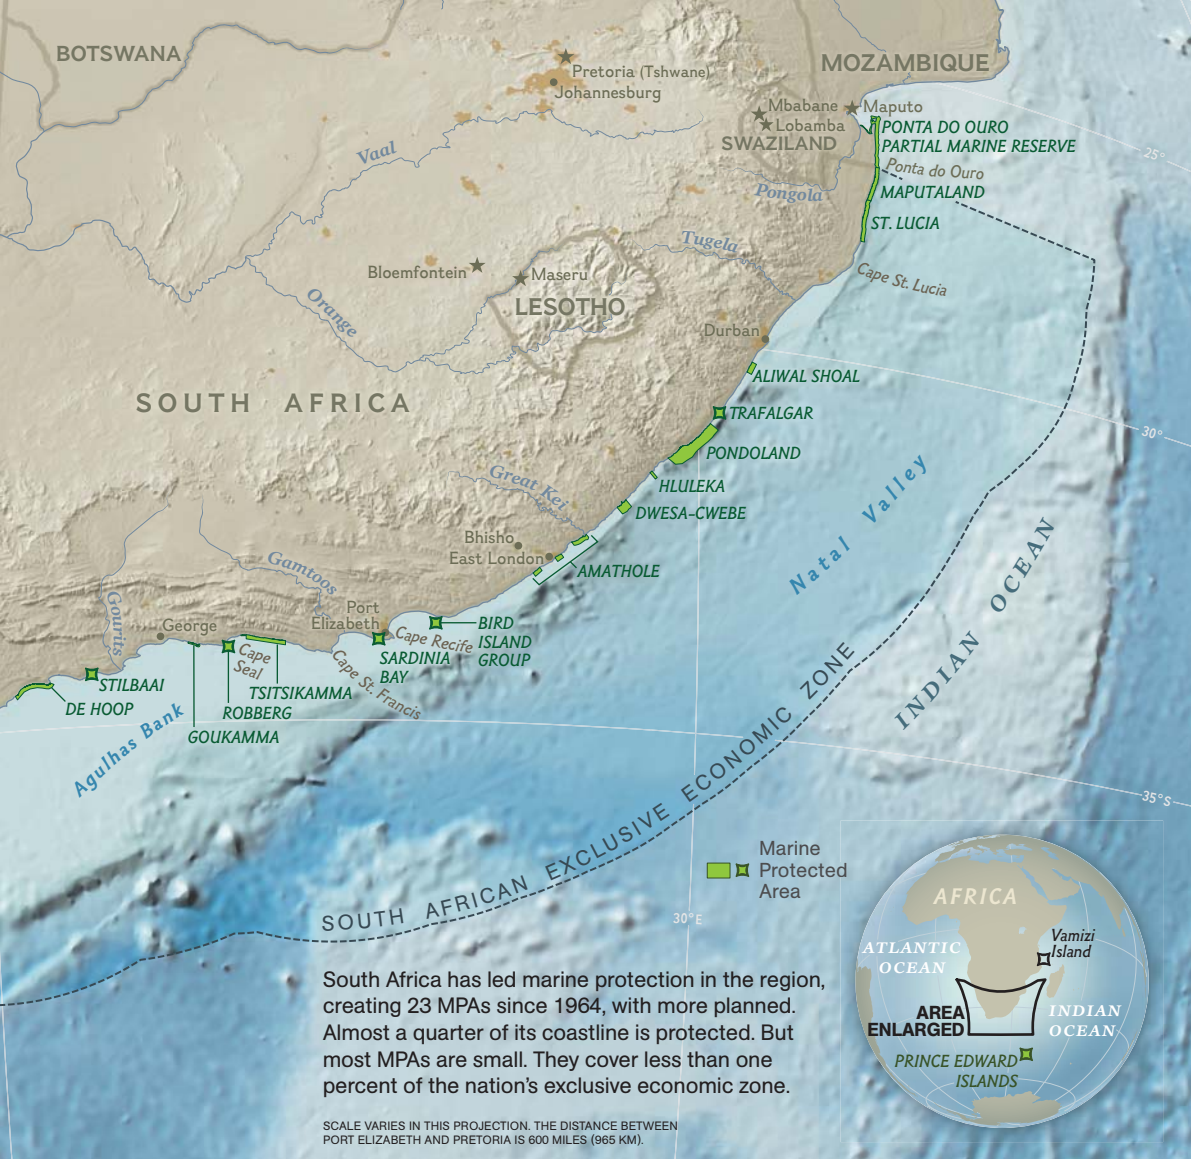 BOTSWANA
MOZAMBIQUE
Pretoria (Tshwane)
Johannesburg
Mbabane
Maputo
Lobamba
SWAZILAND
PONTA DO OURO
PARTIAL MARINE RESERVE
Vaal
Ponta do Ouro
25°
Pongola
MAPUTALAND
ST. LUCIA
Tugela
Bloemfontein
Maseru
Cape St. Lucia
LESOTHO
Orange
Durban
ALIWAL SHOAL
SOUTH AFRICA
TRAFALGAR
30°
PONDOLAND
Great Kei
HLULEKA
DWESA-CWEBE
Natal Valley
Bhisho
East London
AMATHOLE
Gamtoos
INDIAN OCEAN
Gourits
George
Port
Elizabeth
Cape Recife
BIRD
ISLAND
GROUP
Cape
Seal
SARDINIA
BAY
Cape St. Francis
STILBAAI
TSITSIKAMMA
DE HOOP
ROBBERG
GOUKAMMA
Agulhas Bank
35°S
SOUTH AFRICAN EXCLUSIVE ECONOMIC ZONE
Marine
Protected
Area
30°E
AFRICA
Vamizi
Island
ATLANTIC
OCEAN
AREA
ENLARGED
INDIAN
OCEAN
PRINCE EDWARD
ISLANDS
South Africa has led marine protection in the region,
creating 23 MPAs since 1964, with more planned.
Almost a quarter of its coastline is protected. But
most MPAs are small. They cover less than one
percent of the nation's exclusive economic zone.
SCALE VARIES IN THIS PROJECTION. THE DISTANCE BETWEEN
PORT ELIZABETH AND PRETORIA IS 600 MILES (965 KM).